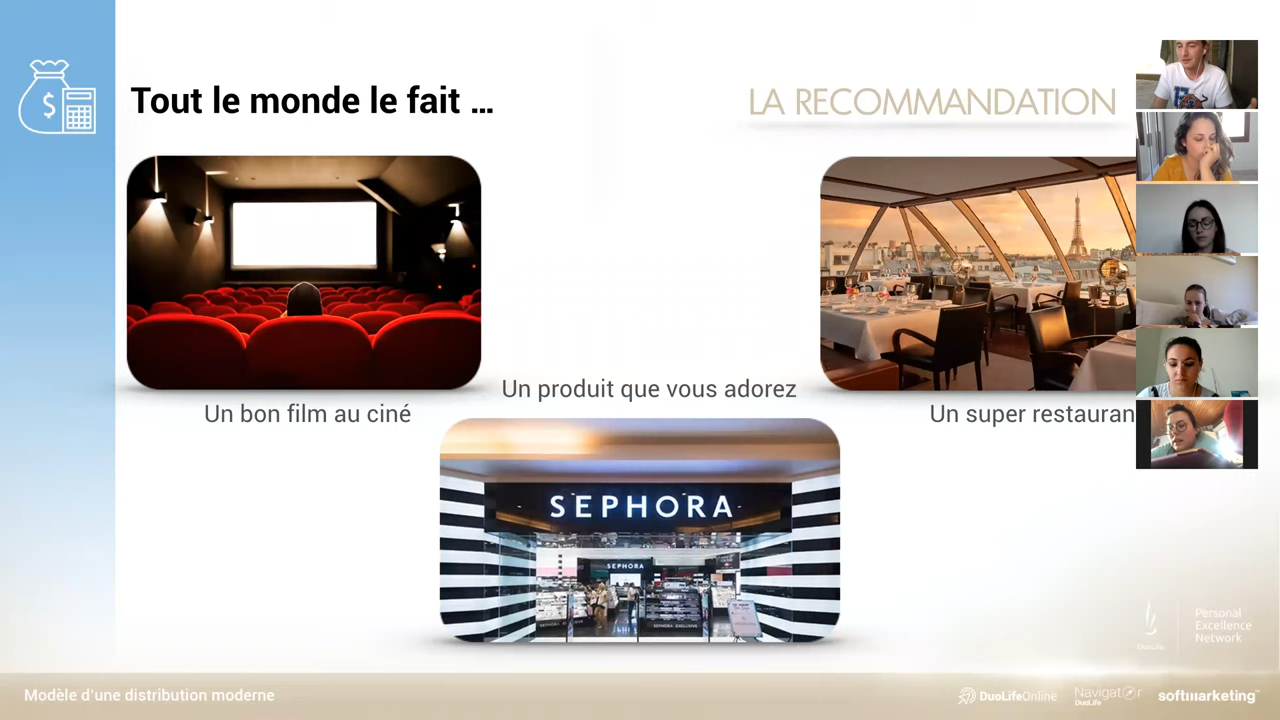 Tout le monde le fait ...
LA RECOMMANDATION
Un produit que vous adorez
Un bon film au ciné
Un super restauran
SEPHORA
SEPHORA
Personal
Excellence
Network
DuoLife
Modèle d'une distribution moderne
DuoLifeOnline
Navigator
DuoLife
softmarketing